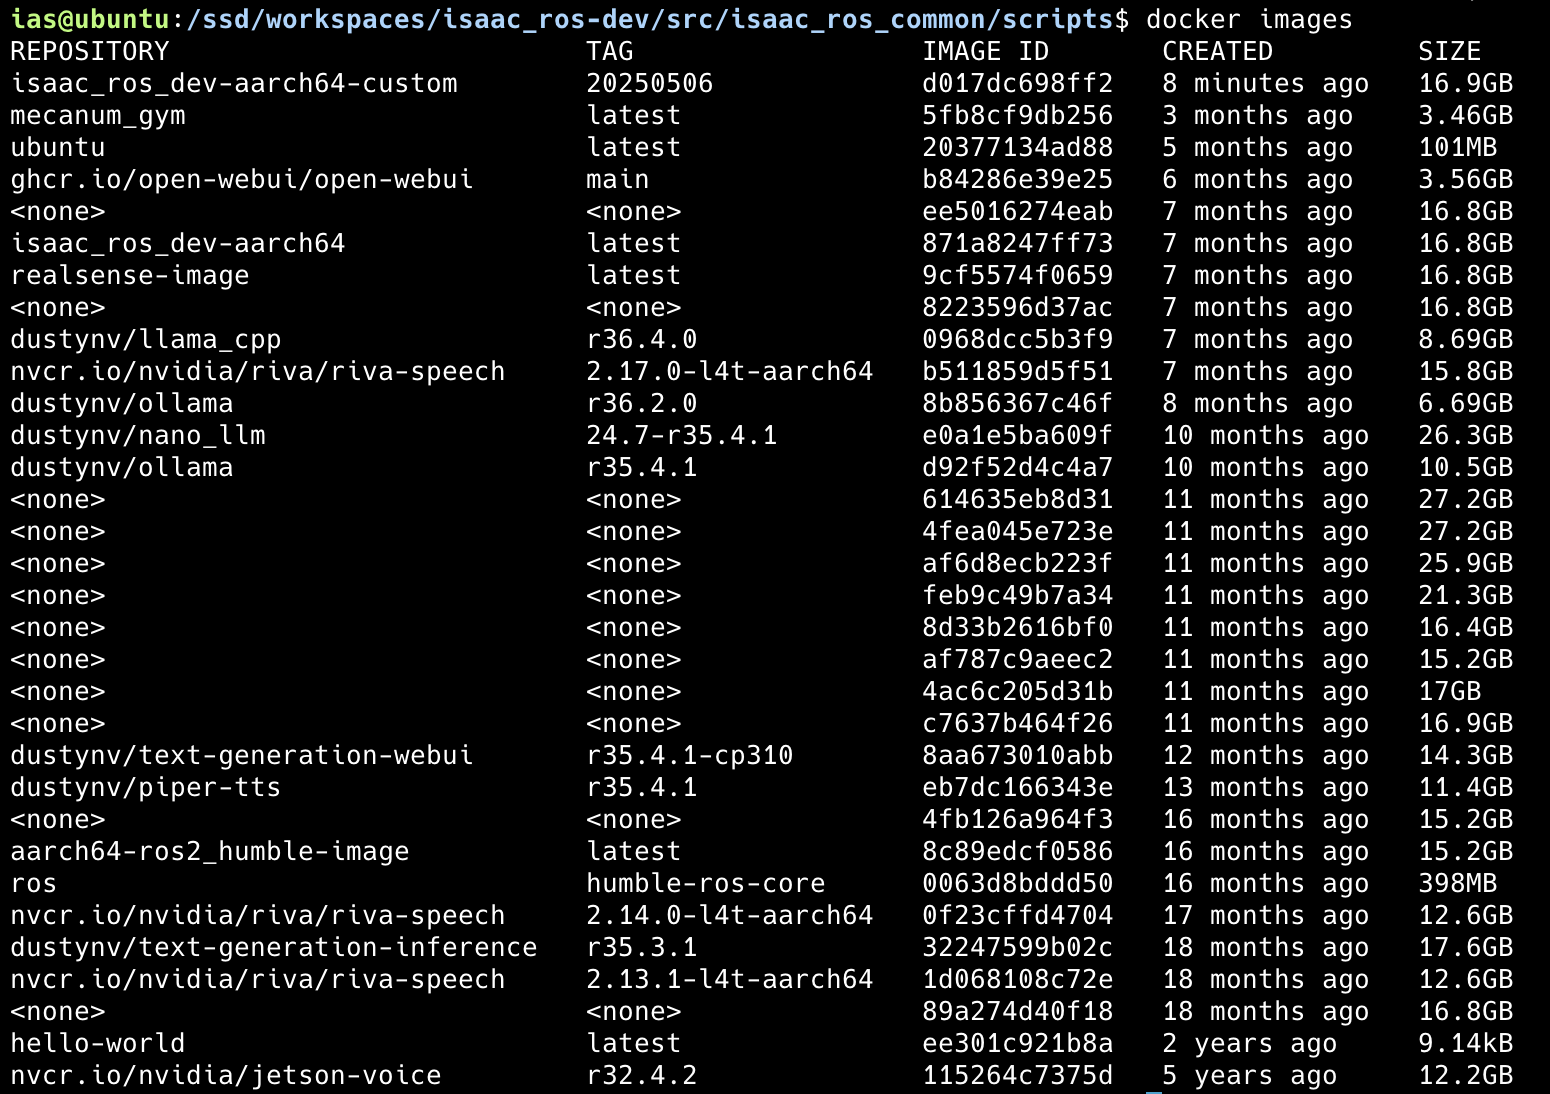 ias@ubuntu:/ssd/workspaces/isaac_ros-dev/src/isaac_ros_common/scripts$ docker images
REPOSITORY TAG IMAGE ID CREATED SIZE
isaac_ros_dev-aarch64-custom 20250506 d017dc698ff2 8 minutes ago 16.9GB
mecanum_gym latest 5fb8cf9db256 3 months ago 3.46GB
ubuntu latest 20377134ad88 5 months ago 101MB
ghcr.io/open-webui/open-webui main b84286e39e25 6 months ago 3.56GB
<none> <none> ee5016274eab 7 months ago 16.8GB
isaac_ros_dev-aarch64 latest 871a8247ff73 7 months ago 16.8GB
realsense-image latest 9cf5574f0659 7 months ago 16.8GB
<none> <none> 8223596d37ac 7 months ago 16.8GB
dustynv/llama_cpp r36.4.0 0968dcc5b3f9 7 months ago 8.69GB
nvcr.io/nvidia/riva/riva-speech 2.17.0-l4t-aarch64 b511859d5f51 7 months ago 15.8GB
dustynv/ollama r36.2.0 8b856367c46f 8 months ago 6.69GB
dustynv/nano_llm 24.7-r35.4.1 e0a1e5ba609f 10 months ago 26.3GB
dustynv/ollama r35.4.1 d92f52d4c4a7 10 months ago 10.5GB
<none> <none> 614635eb8d31 11 months ago 27.2GB
<none> <none> 4fea045e723e 11 months ago 27.2GB
<none> <none> af6d8ecb223f 11 months ago 25.9GB
<none> <none> feb9c49b7a34 11 months ago 21.3GB
<none> <none> 8d33b2616bf0 11 months ago 16.4GB
<none> <none> af787c9aeec2 11 months ago 15.2GB
<none> <none> 4ac6c205d31b 11 months ago 17GB
<none> <none> c7637b464f26 11 months ago 16.9GB
dustynv/text-generation-webui r35.4.1-cp310 8aa673010abb 12 months ago 14.3GB
dustynv/piper-tts r35.4.1 eb7dc166343e 13 months ago 11.4GB
<none> <none> 4fb126a964f3 16 months ago 15.2GB
aarch64-ros2_humble-image latest 8c89edcf0586 16 months ago 15.2GB
ros humble-ros-core 0063d8bddd50 16 months ago 398MB
nvcr.io/nvidia/riva/riva-speech 2.14.0-l4t-aarch64 0f23cffd4704 17 months ago 12.6GB
dustynv/text-generation-inference r35.3.1 32247599b02c 18 months ago 17.6GB
nvcr.io/nvidia/riva/riva-speech 2.13.1-l4t-aarch64 1d068108c72e 18 months ago 12.6GB
<none> <none> 89a274d40f18 18 months ago 16.8GB
hello-world latest ee301c921b8a 2 years ago 9.14kB
nvcr.io/nvidia/jetson-voice r32.4.2 115264c7375d 5 years ago 12.2GB